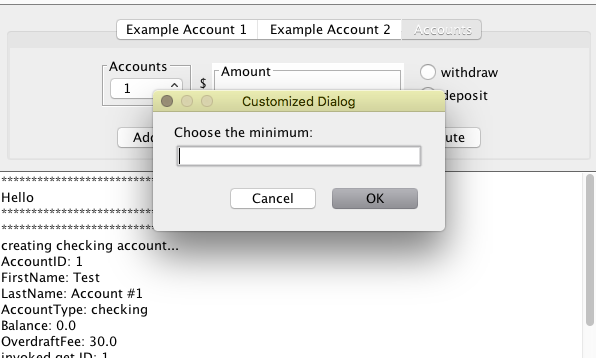 Example Account 1 Example Account 2 Accounts
Accounts Amount
1 $ withdraw
deposit
Customized Dialog
Choose the minimum:
Cancel OK
********************
Hello
********************
********************
creating checking account...
AccountID: 1
FirstName: Test
LastName: Account #1
AccountType: checking
Balance: 0.0
OverdraftFee: 30.0
invoked get ID: 1